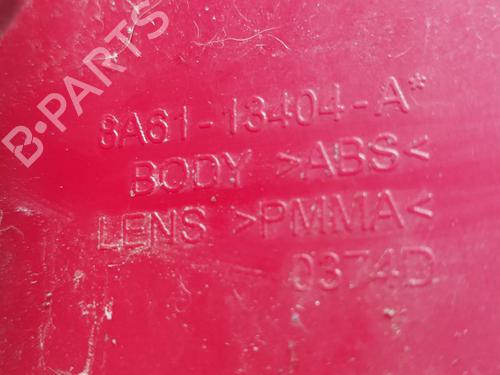 B-PARTS
8A61-13404-A*
BODY >ABS<
LENS >PMMA<
0374D